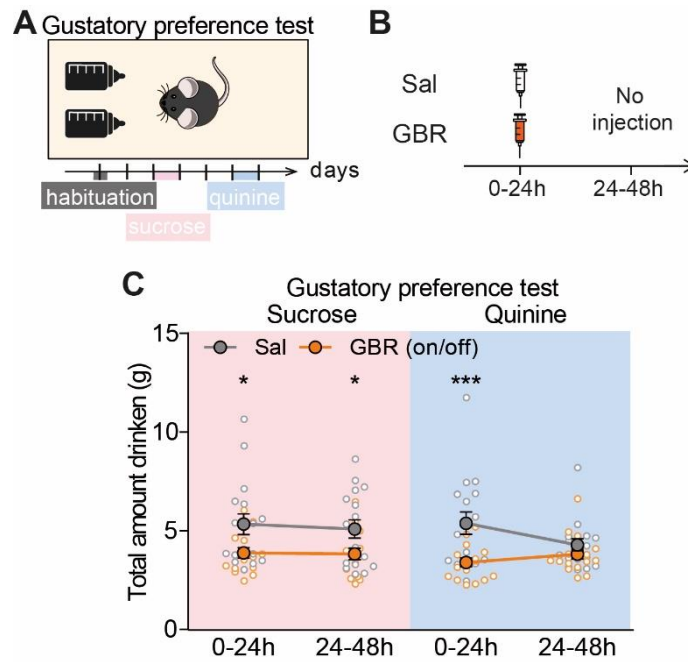 A
Gustatory preference test
days
habituation
quinine
sucrose
B
Sal
GBR
No
injection
0-24h
24-48h
C
Gustatory preference test
Sucrose
Quinine
Total amount drinken (g)
15
10
5
0
Sal
GBR (on/off)
*
*
***
0-24h
24-48h
0-24h
24-48h